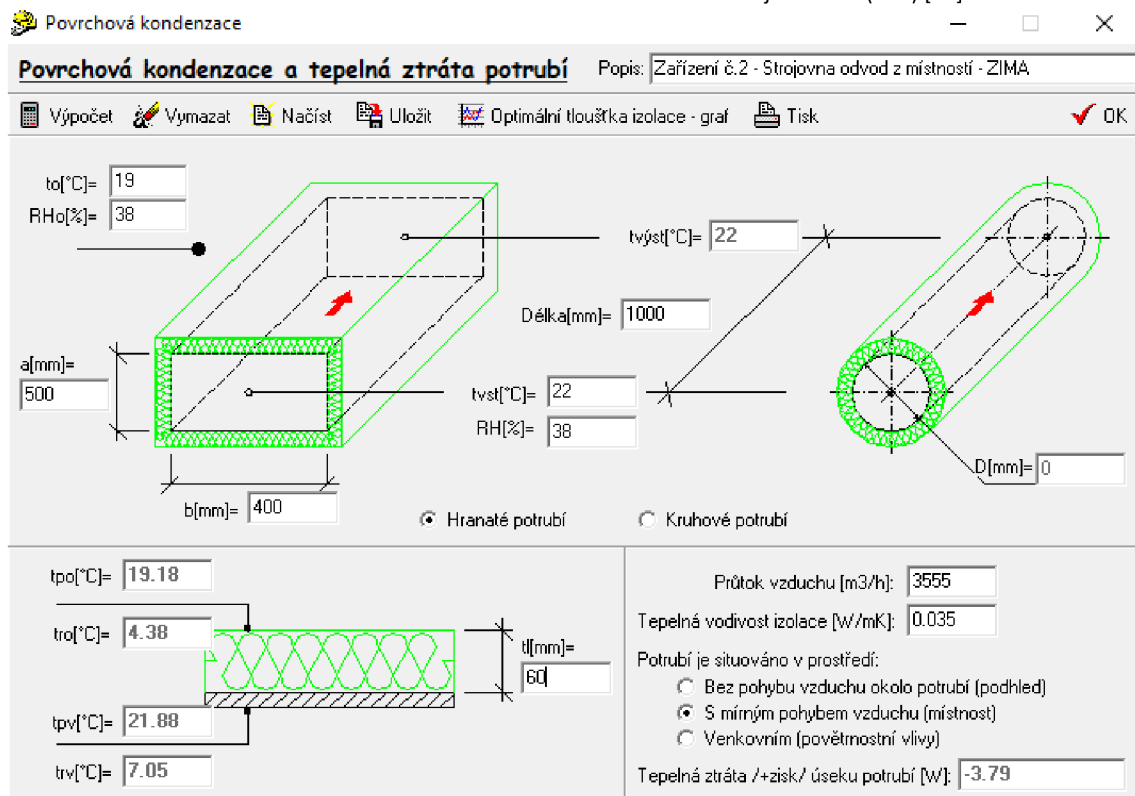 Povrchová kondenzace
Povrchová kondenzace a tepelná ztráta potrubí Popis: Zařízení č.2 - Strojovna odvod z místností - ZIMA
Výpočet Vymazat Načíst Uložit Optimální tloušťka izolace - graf Tisk OK
to[°C]= 19
RHo[%]= 38
tvýst[°C]= 22
Délka[mm]= 1000
a[mm]=
500
tvst[°C]= 22
RH[%]= 38
D[mm]= 0
b[mm]= 400
Hranaté potrubí Kruhové potrubí
tpo[°C]= 19.18
tro[°C]= 4.38
tl[mm]=
60
tpv[°C]= 21.88
trv[°C]= 7.05
Průtok vzduchu [m3/h]: 3555
Tepelná vodivost izolace [W/mK]: 0.035
Potrubí je situováno v prostředí:
Bez pohybu vzduchu okolo potrubí (podhled)
S mírným pohybem vzduchu (místnost)
Venkovním (povětrnostní vlivy)
Tepelná ztráta /+zisk/ úseku potrubí [W]: -3.79